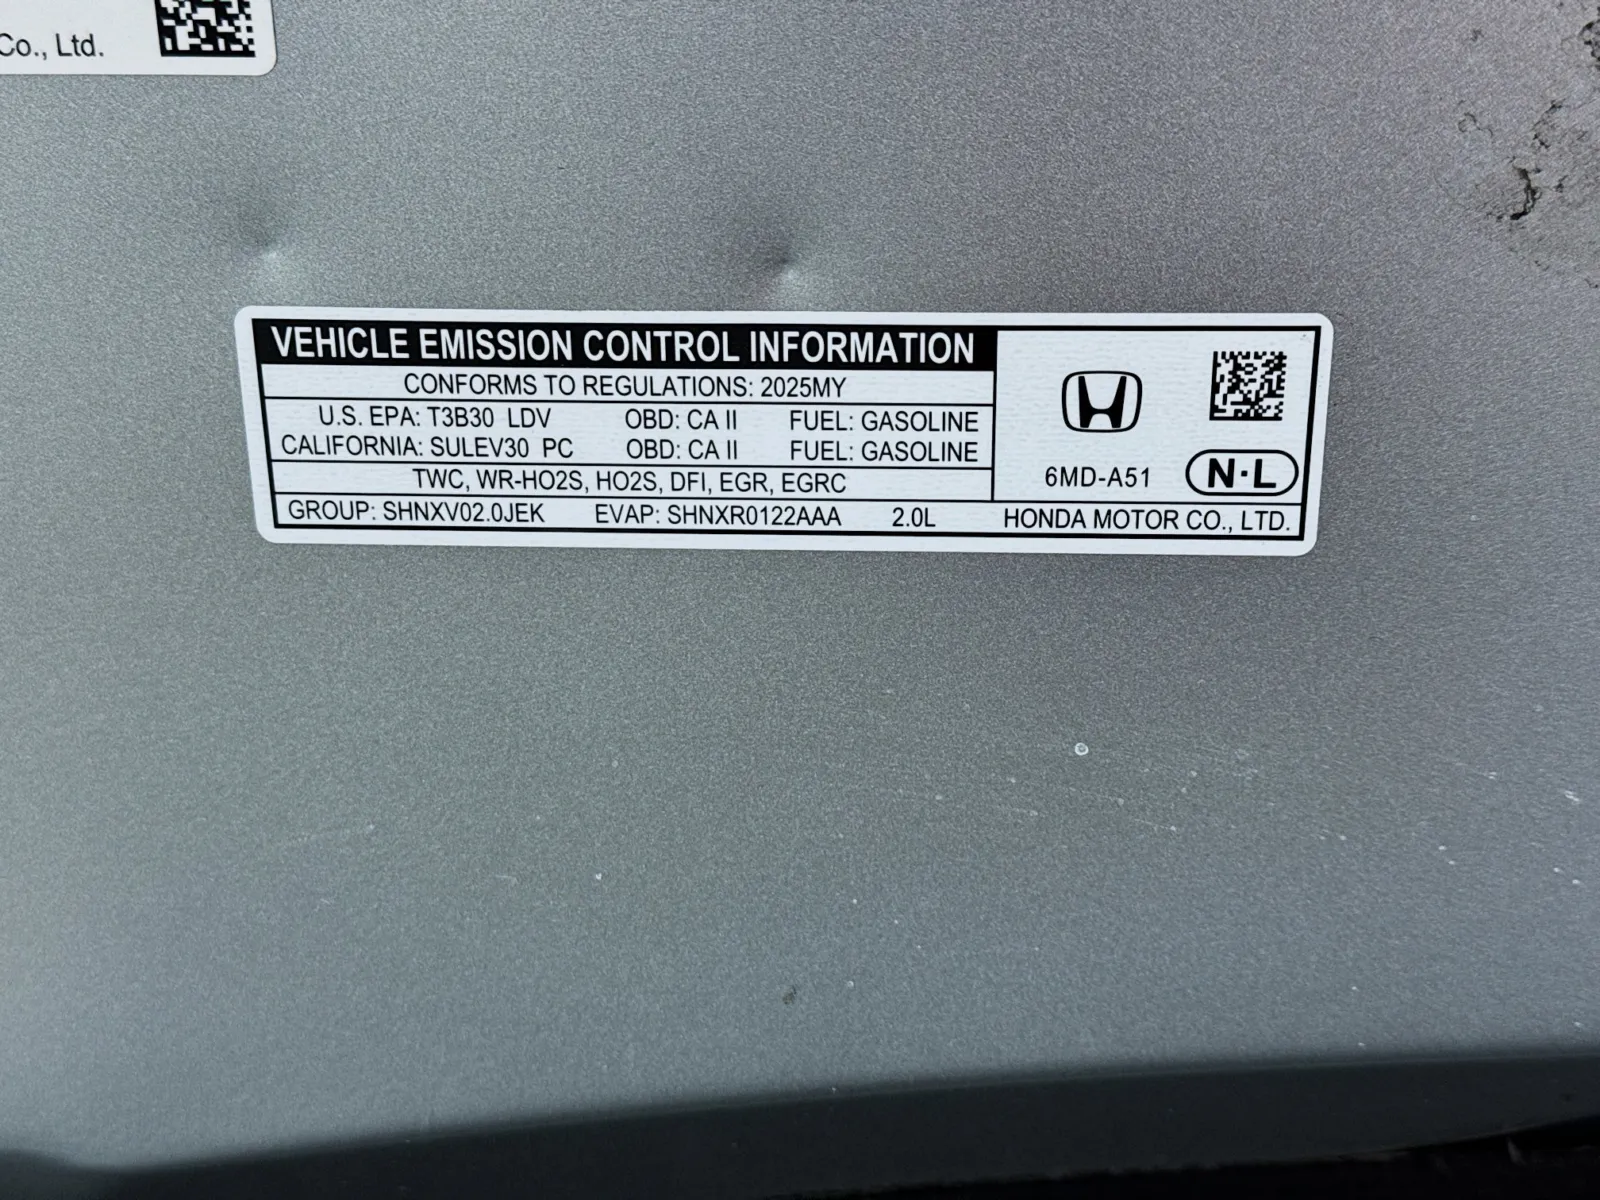 Co., Ltd.
VEHICLE EMISSION CONTROL INFORMATION
CONFORMS TO REGULATIONS: 2025MY
U.S. EPA: T3B30 LDV OBD: CA II FUEL: GASOLINE
CALIFORNIA: SULEV30 PC OBD: CA II FUEL: GASOLINE
TWC, WR-HO2S, HO2S, DFI, EGR, EGRC
6MD-A51 N·L
GROUP: SHNXV02.0JEK EVAP: SHNXR0122AAA 2.0L HONDA MOTOR CO., LTD.